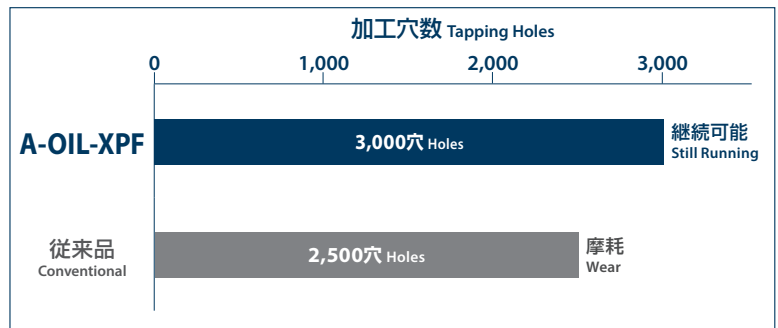 加工穴数 Tapping Holes
0 1,000 2,000 3,000
A-OIL-XPF
3,000穴 Holes
継続可能
Still Running
従来品
Conventional
2,500穴 Holes
摩耗
Wear